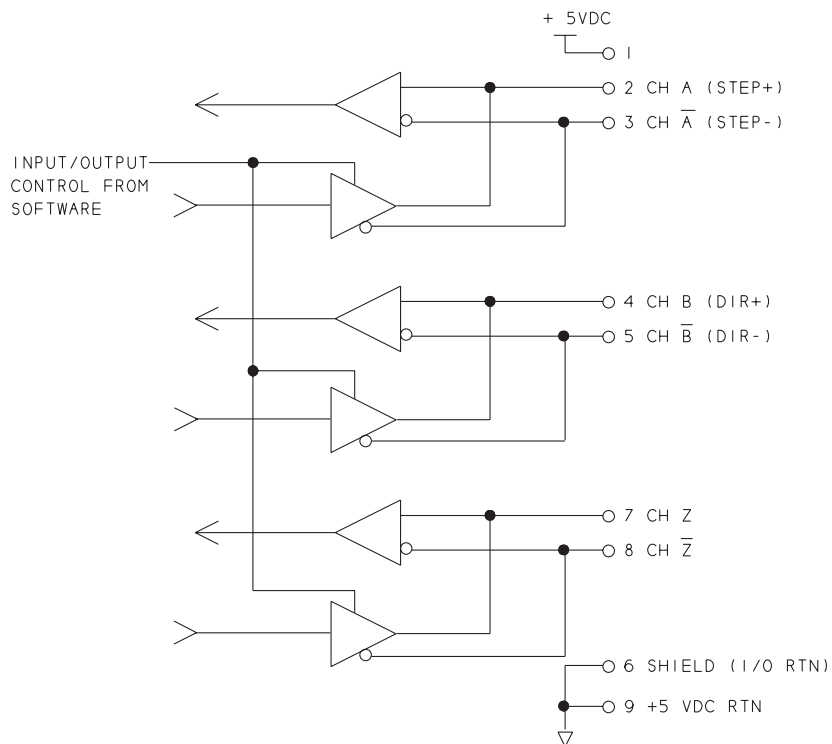 + 5VDC
1
2 CH A (STEP+)
3 CH A̅ (STEP-)
INPUT/OUTPUT
CONTROL FROM
SOFTWARE
4 CH B (DIR+)
5 CH B̅ (DIR-)
7 CH Z
8 CH Z̅
6 SHIELD (I/O RTN)
9 +5 VDC RTN